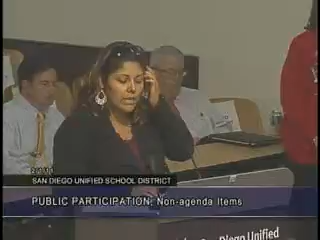 SAN DIEGO UNIFIED SCHOOL DISTRICT
PUBLIC PARTICIPATION: Non-agenda Items
Diego Unified